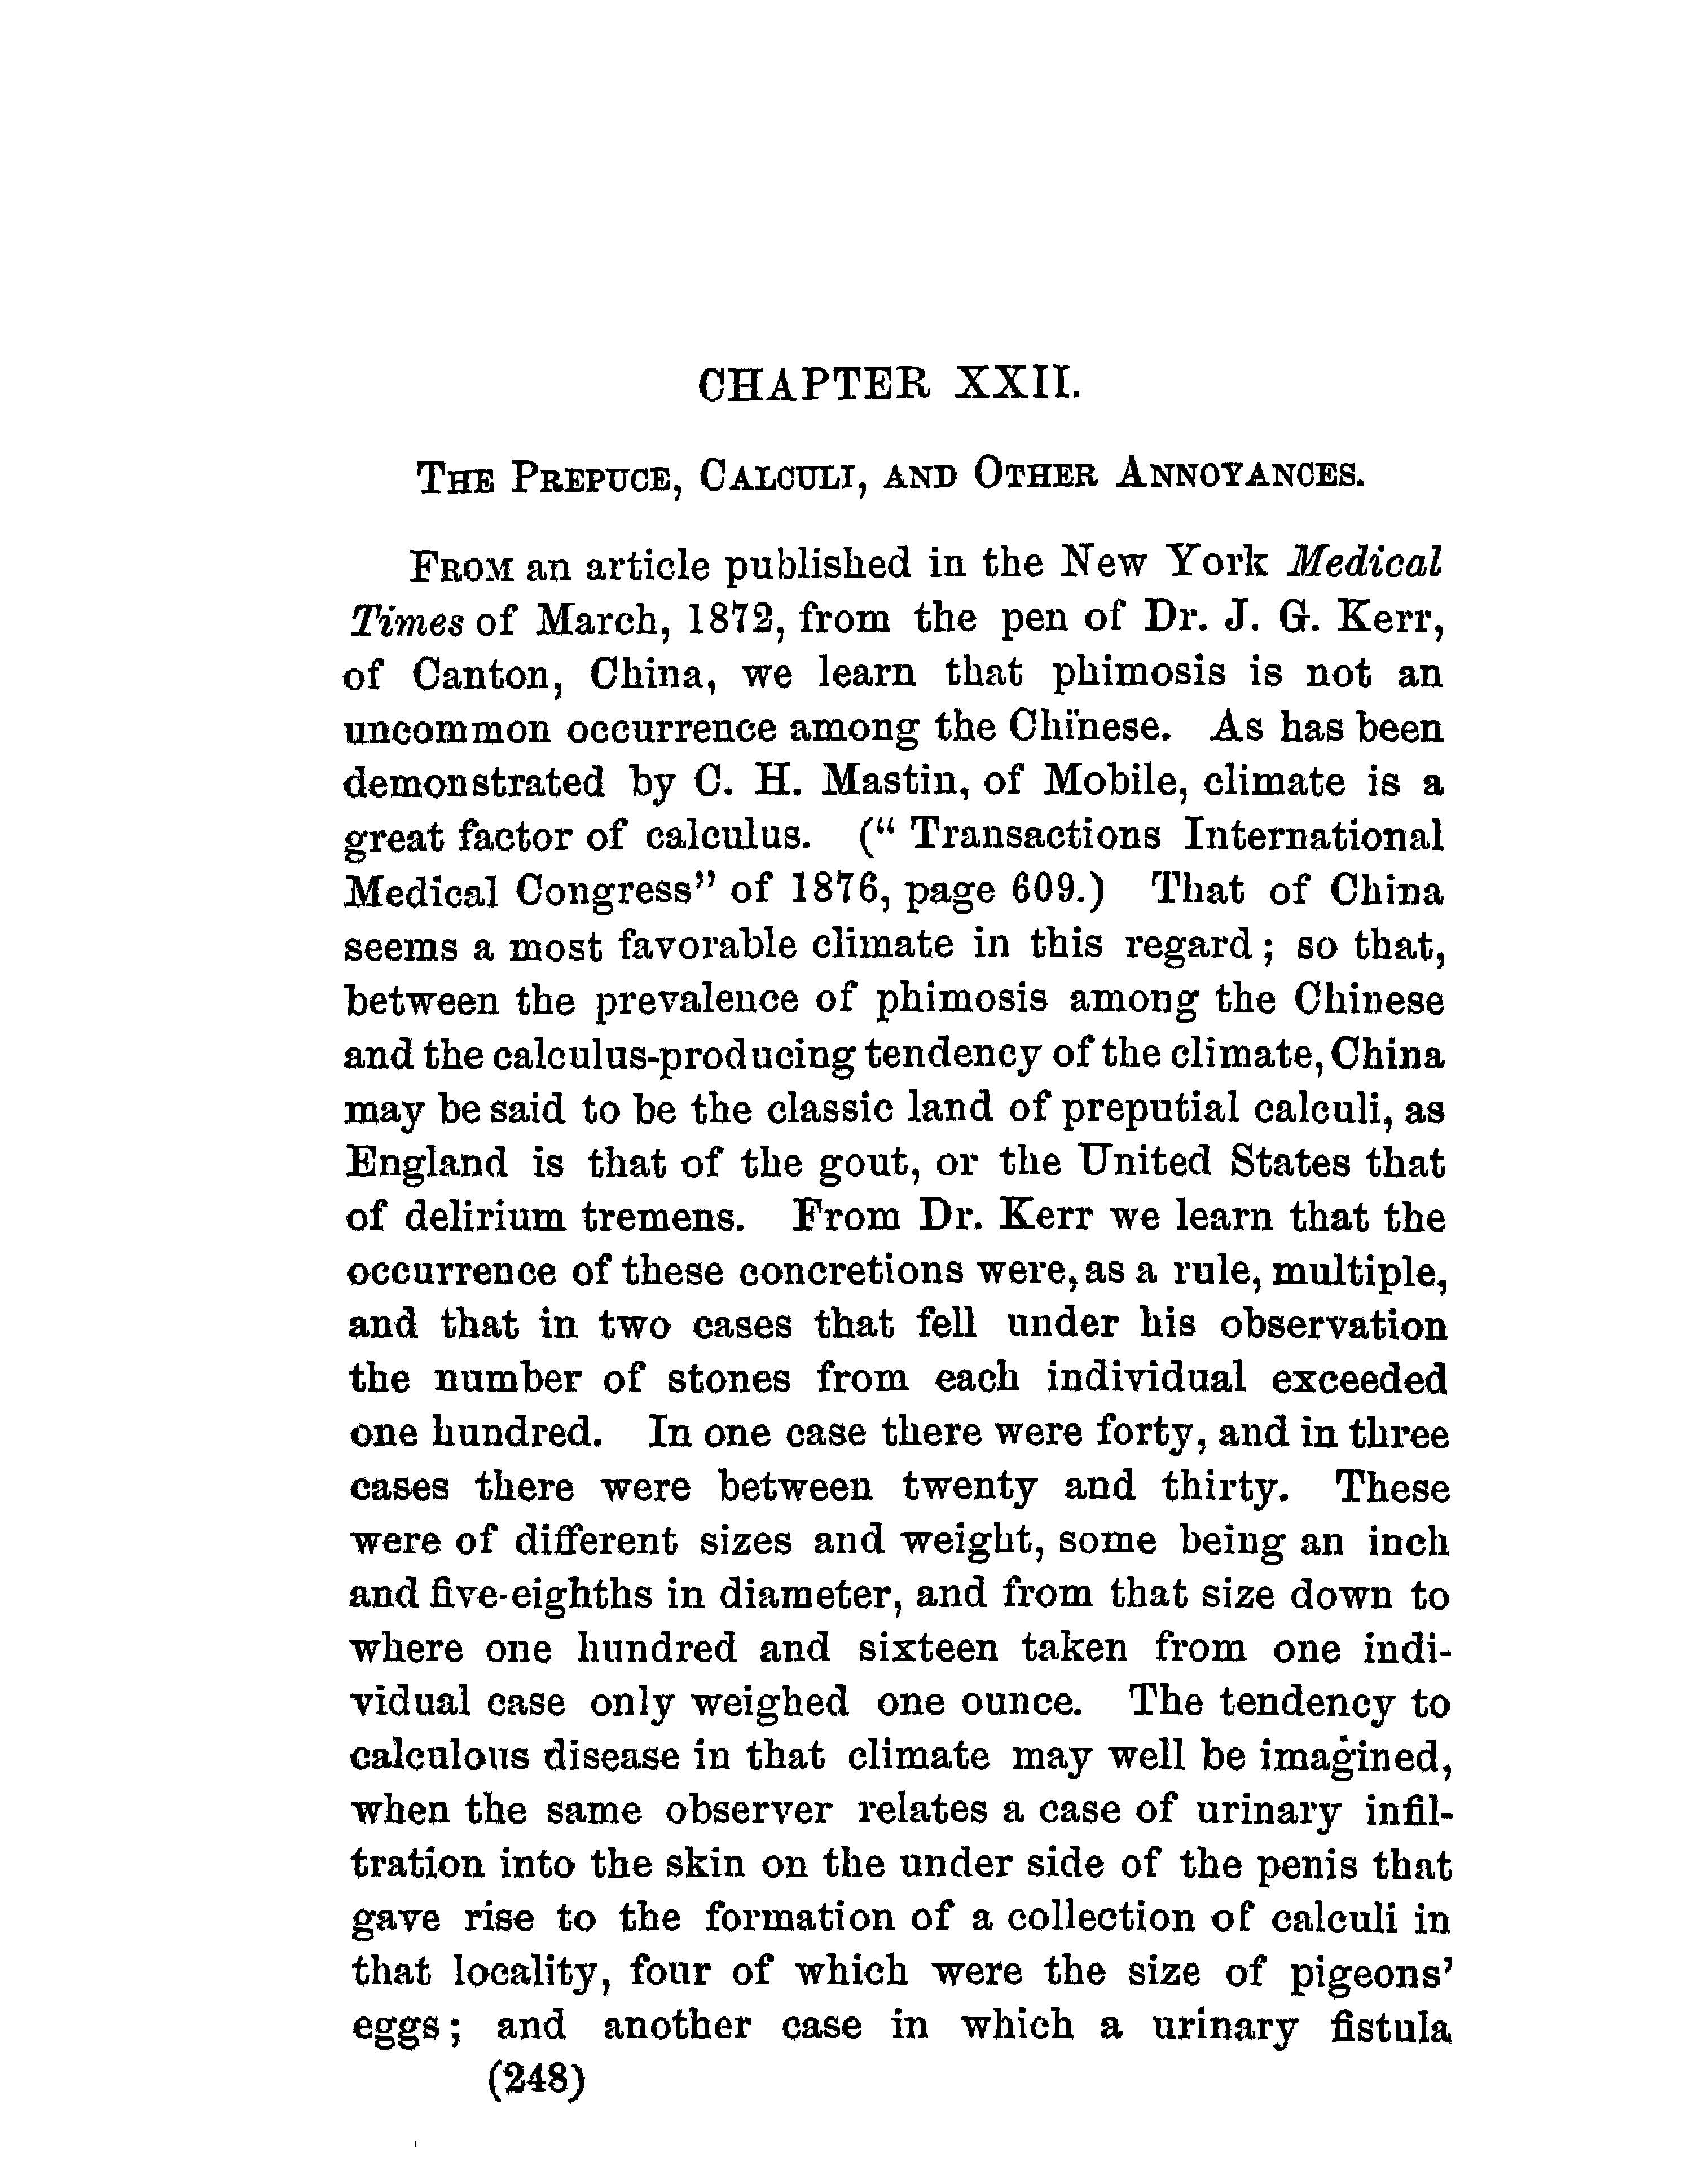 CHAPTER XXII.
THE PREPUCE, CALCULI, AND OTHER ANNOYANCES.
FROM an article published in the New York Medical
Times of March, 1872, from the pen of Dr. J. G. Kerr,
of Canton, China, we learn that phimosis is not an
uncommon occurrence among the Chinese. As has been
demonstrated by C. H. Mastin, of Mobile, climate is a
great factor of calculus. (“ Transactions International
Medical Congress” of 1876, page 609.) That of China
seems a most favorable climate in this regard; so that,
between the prevalence of phimosis among the Chinese
and the calculus-producing tendency of the climate, China
may be said to be the classic land of preputial calculi, as
England is that of the gout, or the United States that
of delirium tremens. From Dr. Kerr we learn that the
occurrence of these concretions were, as a rule, multiple,
and that in two cases that fell under his observation
the number of stones from each individual exceeded
one hundred. In one case there were forty, and in three
cases there were between twenty and thirty. These
were of different sizes and weight, some being an inch
and five-eighths in diameter, and from that size down to
where one hundred and sixteen taken from one indi-
vidual case only weighed one ounce. The tendency to
calculous disease in that climate may well be imagined,
when the same observer relates a case of urinary infil-
tration into the skin on the under side of the penis that
gave rise to the formation of a collection of calculi in
that locality, four of which were the size of pigeons’
eggs; and another case in which a urinary fistula
(248)